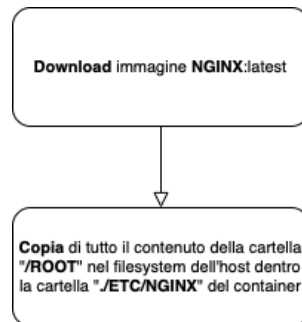 Download immagine NGINX:latest
Copia di tutto il contenuto della cartella
"/ROOT" nel filesystem dell'host dentro
la cartella "./ETC/NGINX" del container